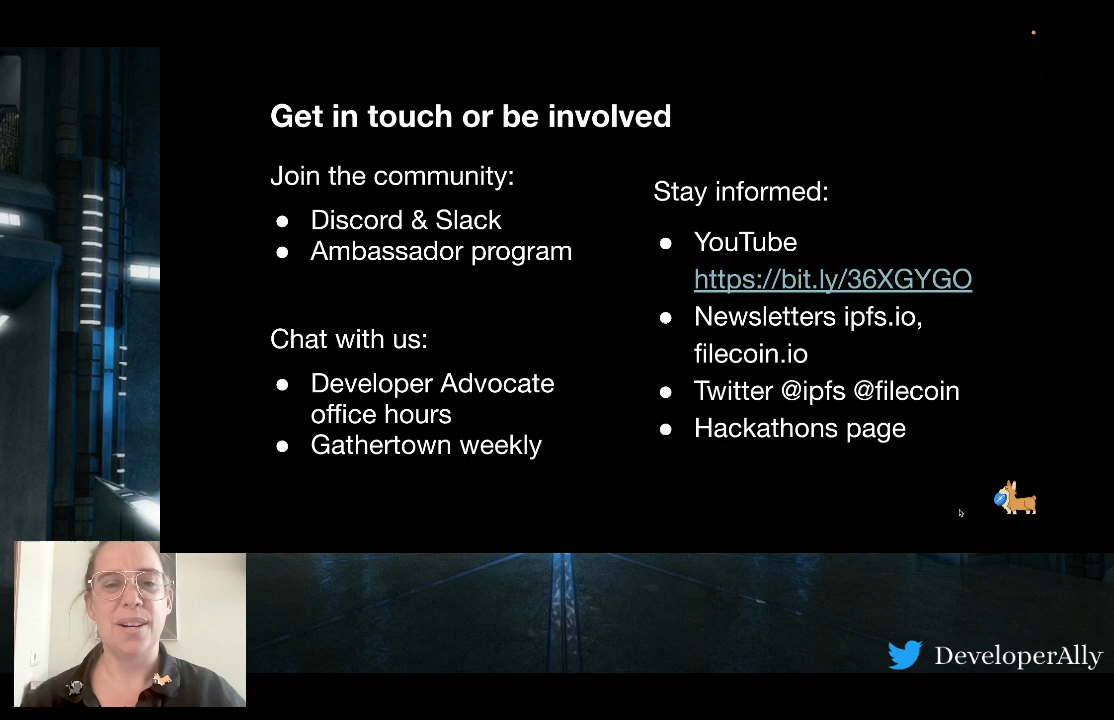 Get in touch or be involved
Join the community:
● Discord & Slack
● Ambassador program
Chat with us:
● Developer Advocate
office hours
● Gathertown weekly
Stay informed:
● YouTube
https://bit.ly/36XGYGO
● Newsletters ipfs.io,
filecoin.io
● Twitter @ipfs @filecoin
● Hackathons page
DeveloperAlly